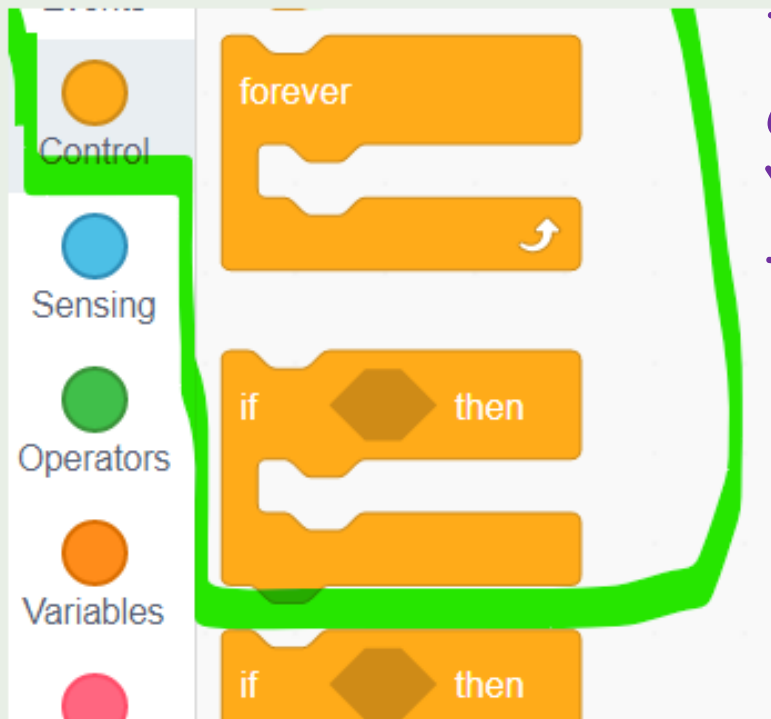 forever
Control
Sensing
if then
Operators
Variables
if then